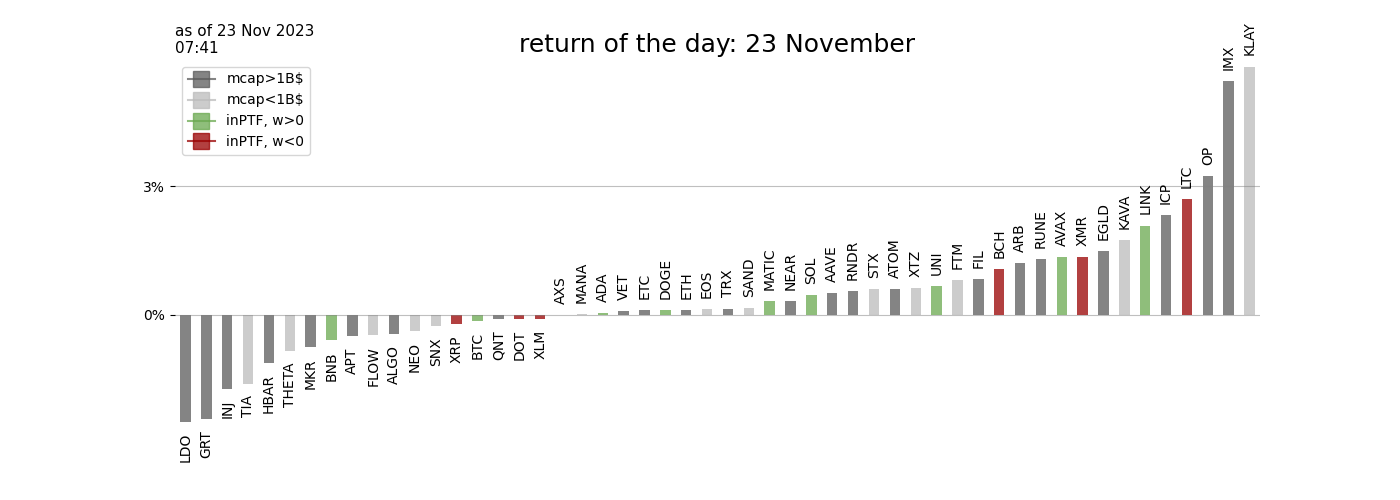 as of 23 Nov 2023
07:41
return of the day: 23 November
mcap>1B$
mcap<1B$
inPTF, w>0
inPTF, w<0
3%
0%
LDO
GRT
INJ
TIA
HBAR
THETA
MKR
BNB
APT
FLOW
ALGO
NEO
SNX
XRP
BTC
QNT
DOT
XLM
AXS
MANA
ADA
VET
ETC
DOGE
ETH
EOS
TRX
SAND
MATIC
NEAR
SOL
AAVE
RNDR
STX
ATOM
XTZ
UNI
FTM
FIL
BCH
ARB
RUNE
AVAX
XMR
EGLD
KAVA
LINK
ICP
LTC
OP
IMX
KLAY